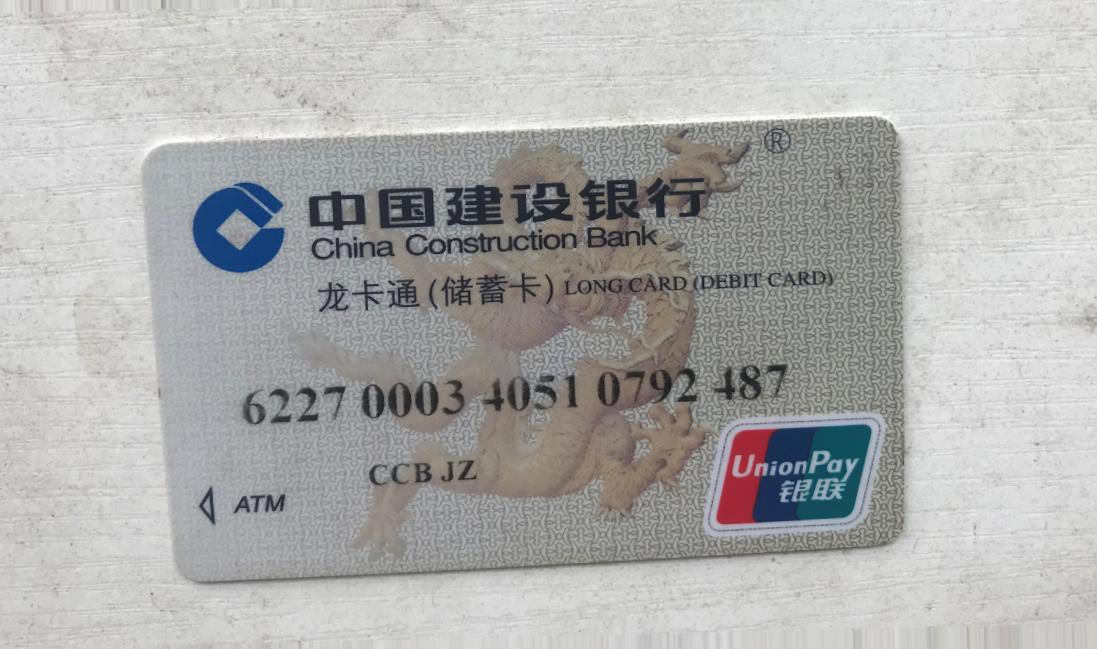 ®
中国建设银行
China Construction Bank
龙卡通(储蓄卡) LONG CARD (DEBIT CARD)
6227 0003 4051 0792 487
CCB JZ
ATM
UnionPay
银联